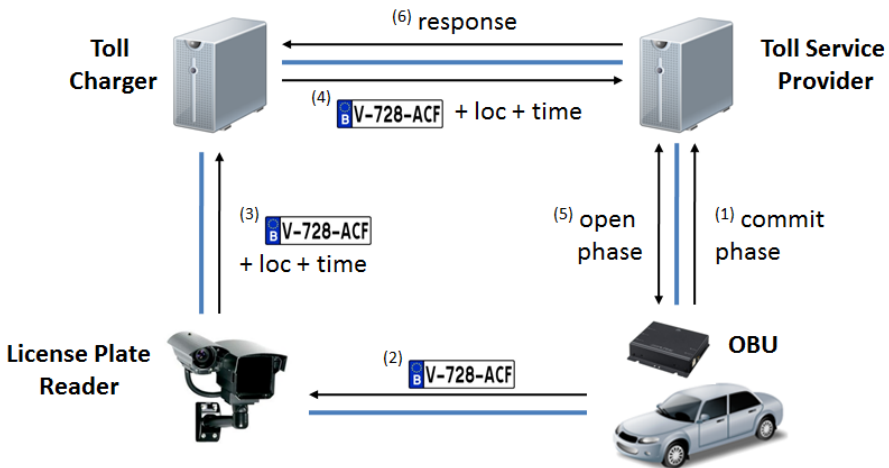 (6) response
Toll
Charger
Toll Service
Provider
(4) B V-728-ACF + loc + time
(3) B V-728-ACF
+ loc + time
(5) open
phase
(1) commit
phase
License Plate
Reader
(2) B V-728-ACF
OBU